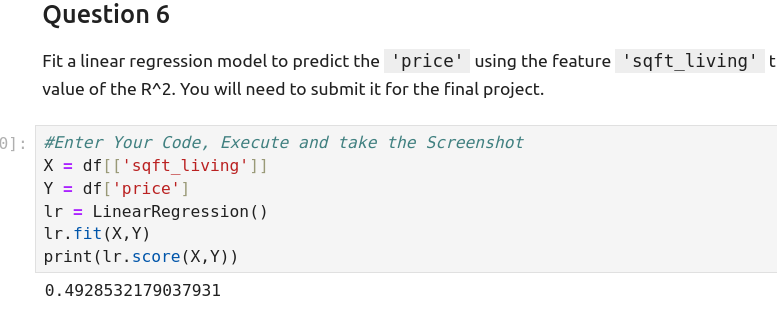 Question 6
Fit a linear regression model to predict the 'price' using the feature 'sqft_living' t
value of the R^2. You will need to submit it for the final project.
0]:
#Enter Your Code, Execute and take the Screenshot
X = df[['sqft_living']]
Y = df['price']
lr = LinearRegression()
lr.fit(X,Y)
print(lr.score(X,Y))
0.4928532179037931